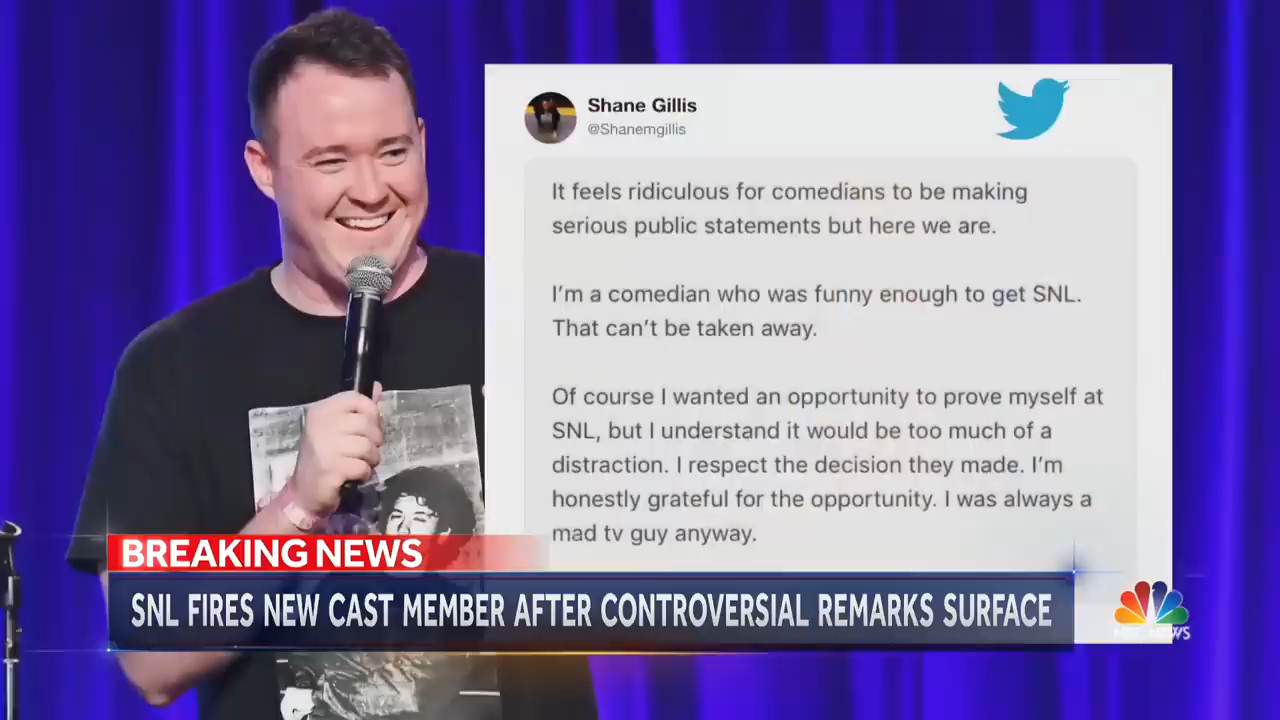 Shane Gillis
@Shanemgillis
It feels ridiculous for comedians to be making
serious public statements but here we are.
I'm a comedian who was funny enough to get SNL.
That can't be taken away.
Of course I wanted an opportunity to prove myself at
SNL, but I understand it would be too much of a
distraction. I respect the decision they made. I'm
honestly grateful for the opportunity. I was always a
mad tv guy anyway.
BREAKING NEWS
SNL FIRES NEW CAST MEMBER AFTER CONTROVERSIAL REMARKS SURFACE
NBC NEWS